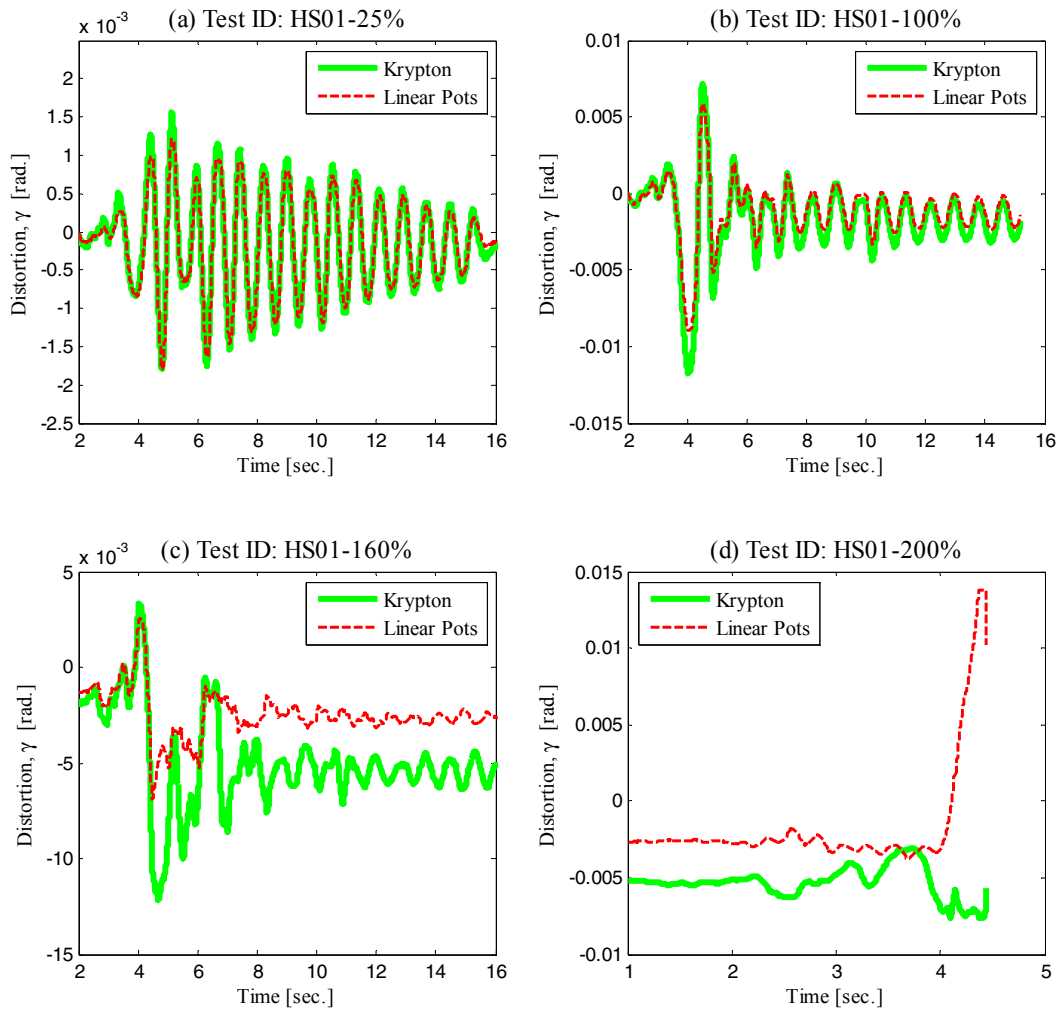 (a) Test ID: HS01-25%
x 10⁻³
2
1.5
1
0.5
0
-0.5
-1
-1.5
-2
-2.5
Distortion, γ [rad.]
Krypton
Linear Pots
2 4 6 8 10 12 14 16
Time [sec.]
(b) Test ID: HS01-100%
0.01
0.005
0
-0.005
-0.01
-0.015
Distortion, γ [rad.]
Krypton
Linear Pots
2 4 6 8 10 12 14 16
Time [sec.]
(c) Test ID: HS01-160%
x 10⁻³
5
0
-5
-10
-15
Distortion, γ [rad.]
Krypton
Linear Pots
2 4 6 8 10 12 14 16
Time [sec.]
(d) Test ID: HS01-200%
0.015
0.01
0.005
0
-0.005
-0.01
Distortion, γ [rad.]
Krypton
Linear Pots
1 2 3 4 5
Time [sec.]